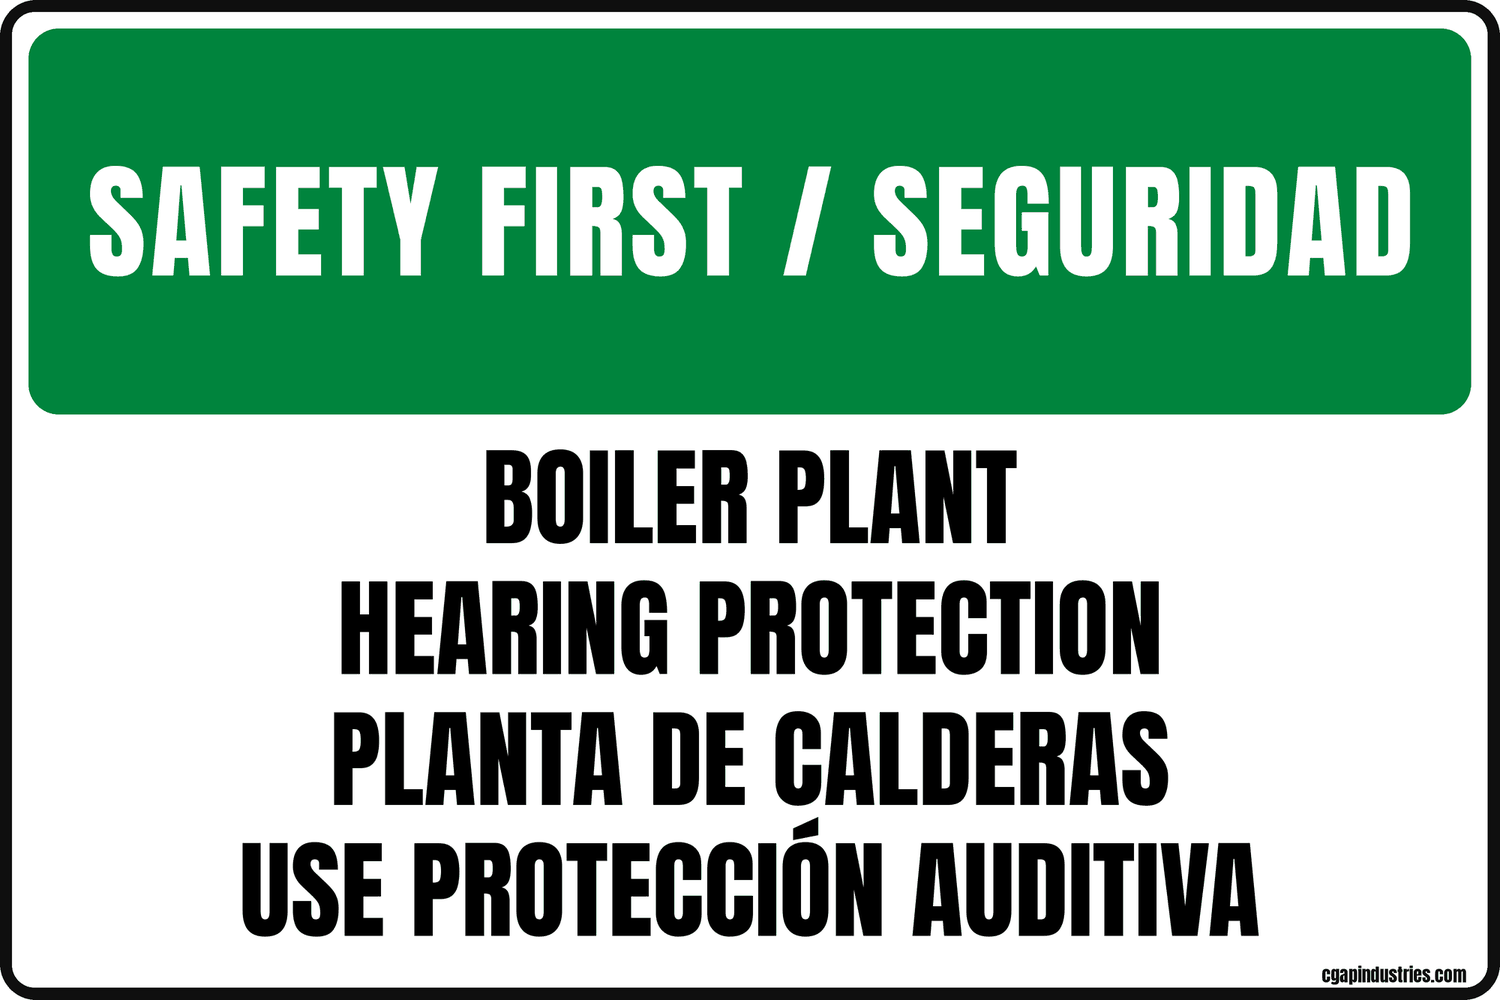 SAFETY FIRST / SEGURIDAD
BOILER PLANT
HEARING PROTECTION
PLANTA DE CALDERAS
USE PROTECCIÓN AUDITIVA
cgapindustries.com